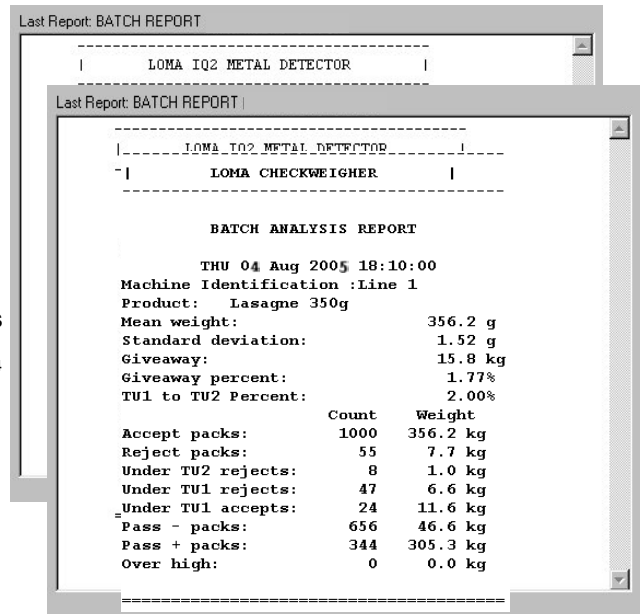 Last Report: BATCH REPORT
----------------------------------------
| LOMA IQ2 METAL DETECTOR |
----------------------------------------
Last Report: BATCH REPORT
----------------------------------------
|______LOMA IQ2 METAL DETECTOR_______|____
-| LOMA CHECKWEIGHER |
-------------------------------------------
BATCH ANALYSIS REPORT
THU 04 Aug 2005 18:10:00
Machine Identification :Line 1
Product: Lasagne 350g
Mean weight: 356.2 g
Standard deviation: 1.52 g
Giveaway: 15.8 kg
Giveaway percent: 1.77%
TU1 to TU2 Percent: 2.00%
Count Weight
Accept packs: 1000 356.2 kg
Reject packs: 55 7.7 kg
Under TU2 rejects: 8 1.0 kg
Under TU1 rejects: 47 6.6 kg
Under TU1 accepts: 24 11.6 kg
Pass - packs: 656 46.6 kg
Pass + packs: 344 305.3 kg
Over high: 0 0.0 kg
===========================================